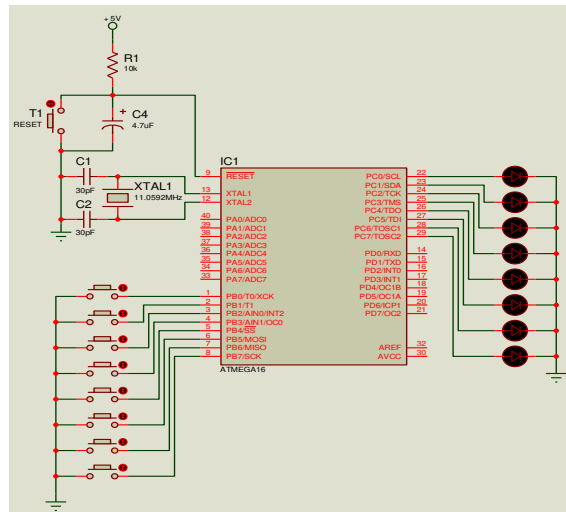 +5V
R1
10k
T1
RESET
C4
4.7uF
C1
30pF
XTAL1
11.0592MHz
C2
30pF
IC1
9 RESET
13 XTAL1
12 XTAL2
40 PA0/ADC0
39 PA1/ADC1
38 PA2/ADC2
37 PA3/ADC3
36 PA4/ADC4
35 PA5/ADC5
34 PA6/ADC6
33 PA7/ADC7
1 PB0/T0/XCK
2 PB1/T1
3 PB2/AIN0/INT2
4 PB3/AIN1/OC0
5 PB4/SS
6 PB5/MOSI
7 PB6/MISO
8 PB7/SCK
PC0/SCL 22
PC1/SDA 23
PC2/TCK 24
PC3/TMS 25
PC4/TDO 26
PC5/TDI 27
PC6/TOSC1 28
PC7/TOSC2 29
PD0/RXD 14
PD1/TXD 15
PD2/INT0 16
PD3/INT1 17
PD4/OC1B 18
PD5/OC1A 19
PD6/ICP1 20
PD7/OC2 21
AREF 32
AVCC 30
ATMEGA16